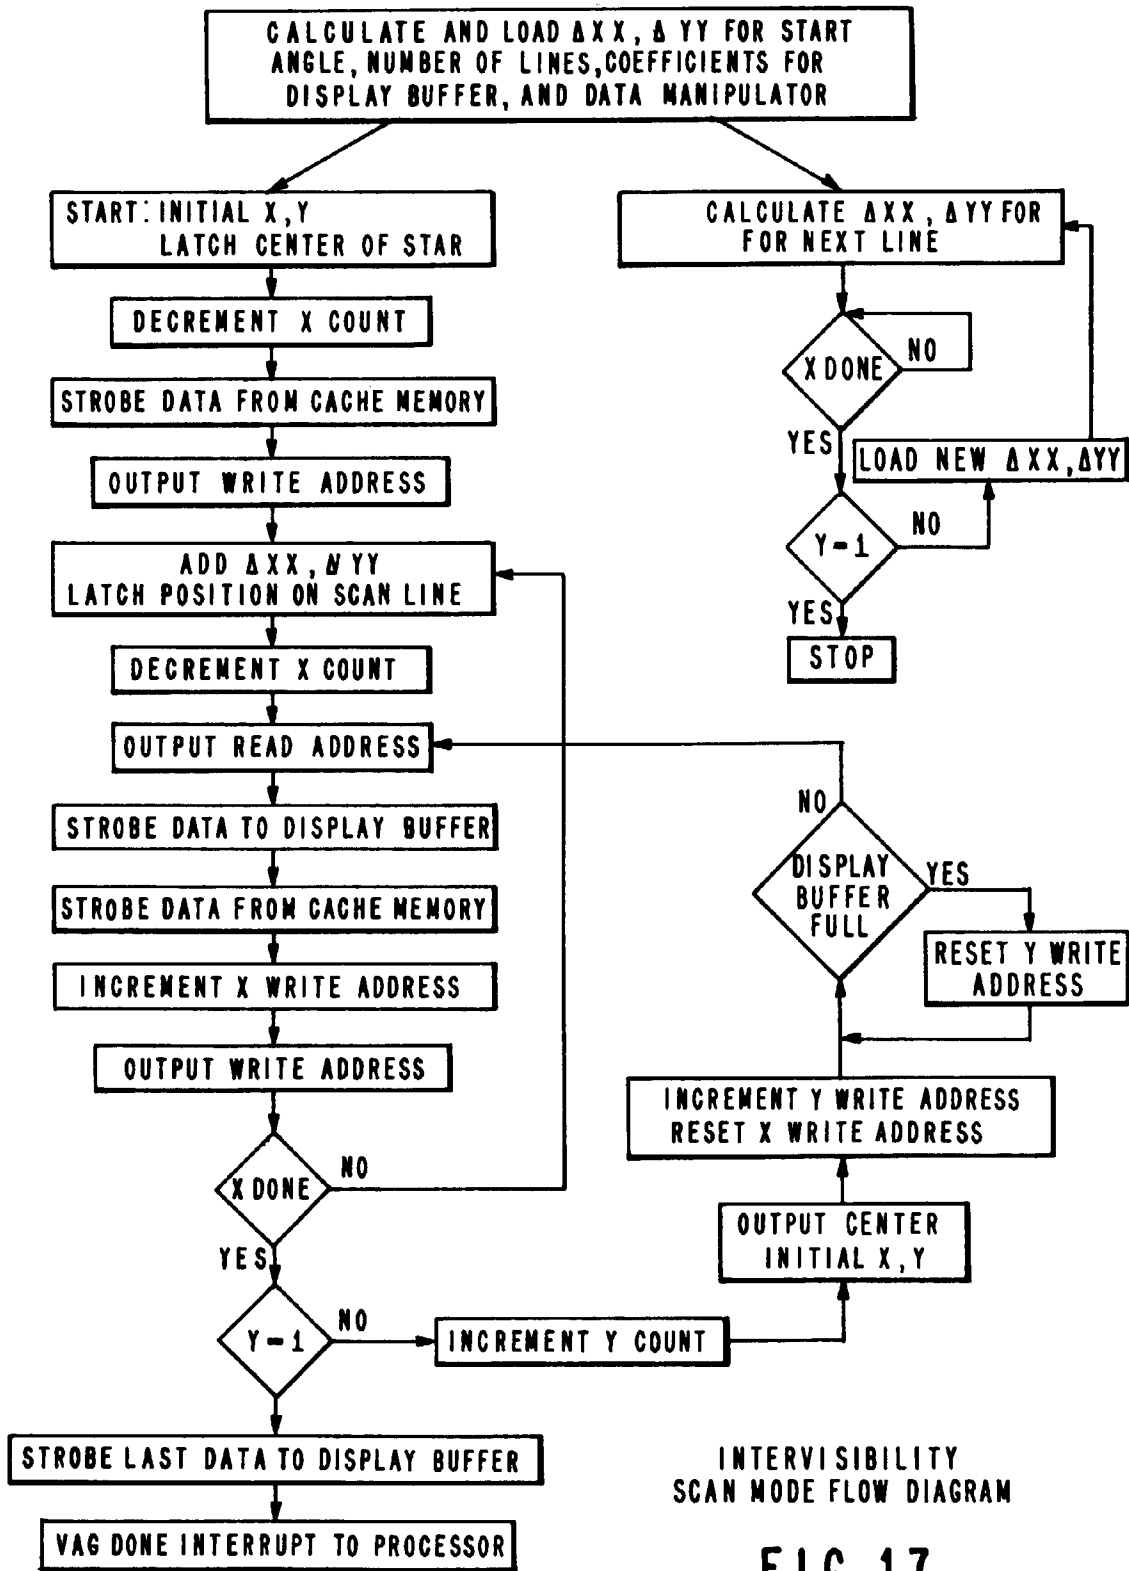 CALCULATE AND LOAD ΔXX, Δ YY FOR START
ANGLE, NUMBER OF LINES, COEFFICIENTS FOR
DISPLAY BUFFER, AND DATA MANIPULATOR
START: INITIAL X, Y
LATCH CENTER OF STAR
DECREMENT X COUNT
STROBE DATA FROM CACHE MEMORY
OUTPUT WRITE ADDRESS
ADD ΔXX, ΔYY
LATCH POSITION ON SCAN LINE
DECREMENT X COUNT
OUTPUT READ ADDRESS
STROBE DATA TO DISPLAY BUFFER
STROBE DATA FROM CACHE MEMORY
INCREMENT X WRITE ADDRESS
OUTPUT WRITE ADDRESS
X DONE
NO
YES
Y-1
NO
INCREMENT Y COUNT
STROBE LAST DATA TO DISPLAY BUFFER
VAG DONE INTERRUPT TO PROCESSOR
CALCULATE ΔXX, ΔYY FOR
FOR NEXT LINE
X DONE
NO
YES
LOAD NEW ΔXX, ΔYY
Y-1
NO
YES
STOP
NO
DISPLAY
BUFFER
FULL
YES
RESET Y WRITE
ADDRESS
INCREMENT Y WRITE ADDRESS
RESET X WRITE ADDRESS
OUTPUT CENTER
INITIAL X, Y
INTERVISIBILITY
SCAN MODE FLOW DIAGRAM
FIG 17